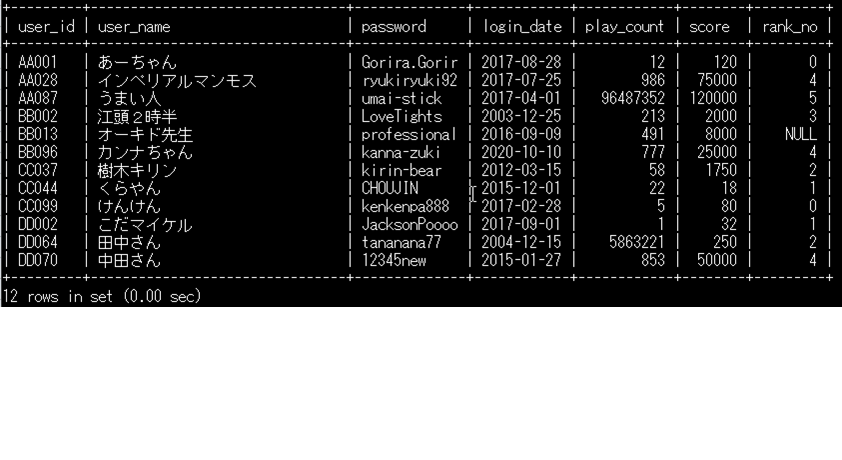 | user_id | user_name | password | login_date | play_count | score | rank_no |
| AA001 | あーちゃん | Gorira.Gorir | 2017-08-28 | 12 | 120 | 0 |
| AA028 | インペリアルマンモス | ryukiryuki92 | 2017-07-25 | 986 | 75000 | 4 |
| AA087 | うまい人 | umai-stick | 2017-04-01 | 96487352 | 120000 | 5 |
| BB002 | 江頭２時半 | LoveTights | 2003-12-25 | 213 | 2000 | 3 |
| BB013 | オーキド先生 | professional | 2016-09-09 | 491 | 8000 | NULL |
| BB096 | カンナちゃん | kanna-zuki | 2020-10-10 | 777 | 25000 | 4 |
| CC037 |樹木キリン | kirin-bear | 2012-03-15 | 58 | 1750 | 2 |
| CC044 | くらやん | CHOUJIN | 2015-12-01 | 22 | 18 | 1 |
| CC099 | けんけん | kenkenpa888 | 2017-02-28 | 5 | 80 | 0 |
| DD002 | こだマイケル | JacksonPoooo | 2017-09-01 | 1 | 32 | 1 |
| DD064 | 田中さん | tananana77 | 2004-12-15 | 5863221 | 250 | 2 |
| DD070 | 中田さん | 12345new | 2015-01-27 | 853 | 50000 | 4 |
12 rows in set (0.00 sec)